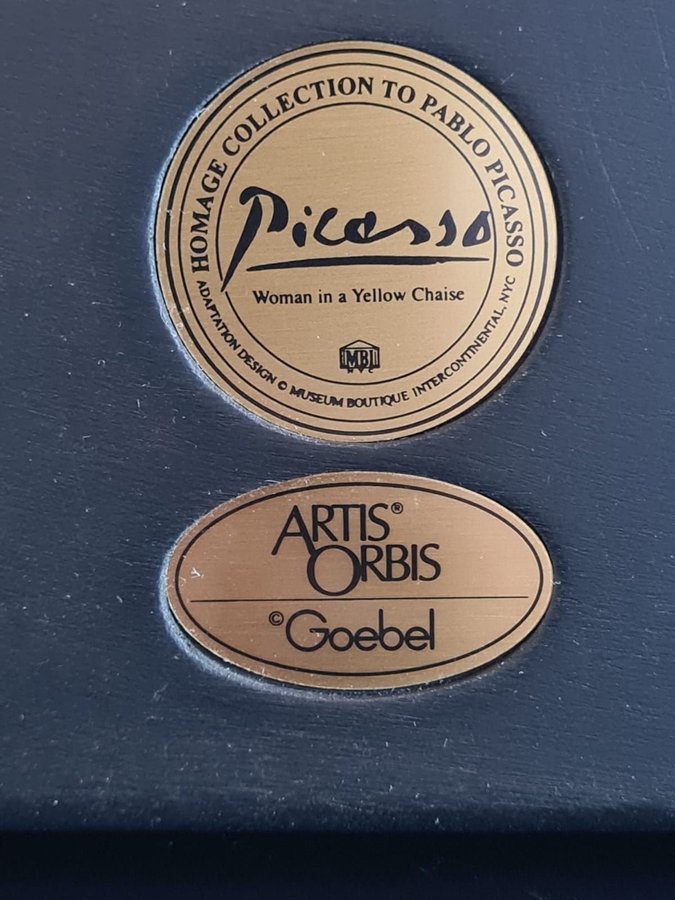 HOMAGE COLLECTION TO PABLO PICASSO
Picasso
Woman in a Yellow Chaise
MBI
NYC
ADAPTATION DESIGN © MUSEUM BOUTIQUE INTERCONTINENTAL, NYC
ARTIS®
ORBIS
© Goebel